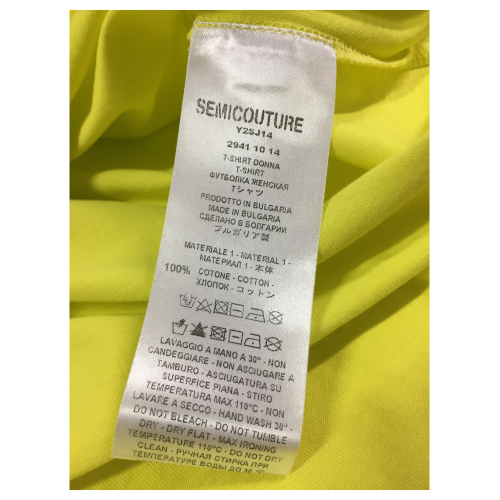 SEMICOUTURE
Y2SJ14
2941 10 14
T-SHIRT DONNA
T-SHIRT
ФУТБОЛКА ЖЕНСКАЯ
Tシャツ
PRODOTTO IN BULGARIA
MADE IN BULGARIA
СДЕЛАНО В БОЛГАРИИ
ブルガリア製
MATERIALE 1 - MATERIAL 1 -
МАТЕРИАЛ 1 - 本体
100% COTONE - COTTON -
ХЛОПОК - コットン
LAVAGGIO A MANO A 30° - NON
CANDEGGIARE - NON ASCIUGARE A
TAMBURO - ASCIUGATURA SU
SUPERFICE PIANA - STIRO
TEMPERATURA MAX 110°C - NON
LAVARE A SECCO - HAND WASH 30° -
DO NOT BLEACH - DO NOT TUMBLE
DRY - DRY FLAT - MAX IRONING
TEMPERATURE 110°C - DO NOT DRY
CLEAN - РУЧНАЯ СТИРКА ПРИ
ТЕМПЕРАТУРЕ ВОДЫ ДО 30 °C